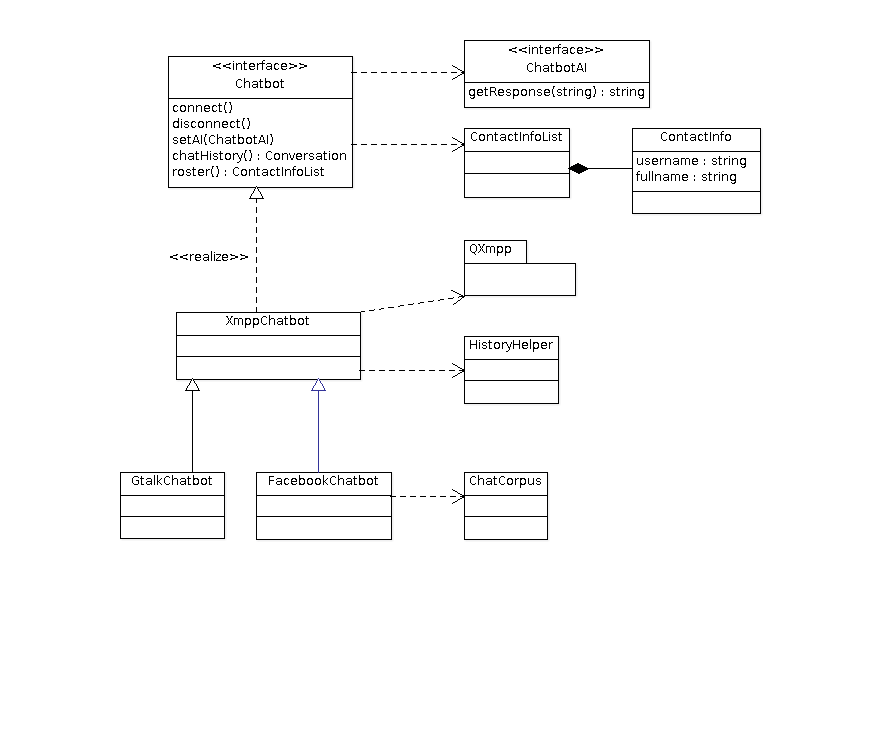 <<interface>>
Chatbot
connect()
disconnect()
setAI(ChatbotAI)
chatHistory() : Conversation
roster() : ContactInfoList
<<interface>>
ChatbotAI
getResponse(string) : string
ContactInfoList
ContactInfo
username : string
fullname : string
<<realize>>
QXmpp
XmppChatbot
HistoryHelper
GtalkChatbot
FacebookChatbot
ChatCorpus